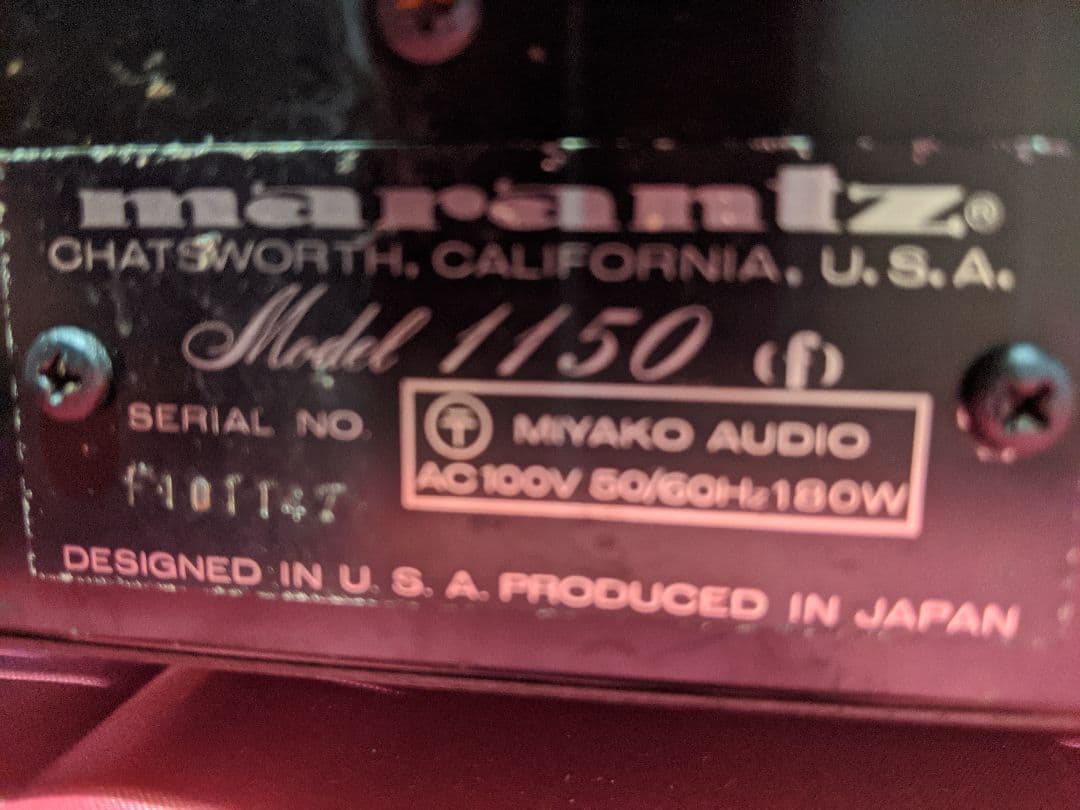 marantz®
CHATSWORTH, CALIFORNIA, U.S.A.
Model 1150 (f)
SERIAL NO.
Ⓣ MIYAKO AUDIO
AC100V 50/60Hz 180W
DESIGNED IN U.S.A. PRODUCED IN JAPAN